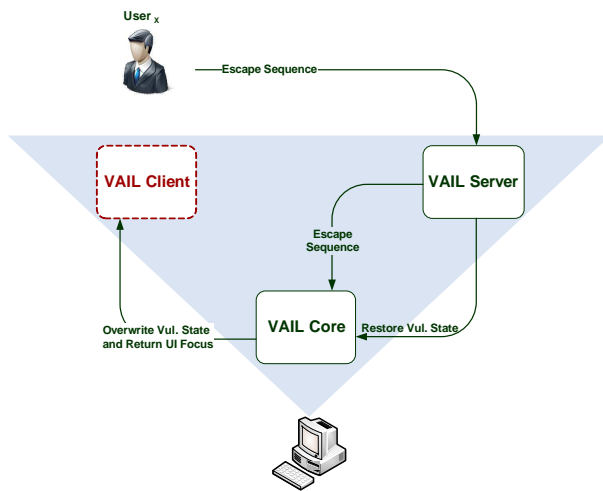 User x
Escape Sequence
VAIL Client
VAIL Server
Escape
Sequence
VAIL Core
Restore Vul. State
Overwrite Vul. State
and Return UI Focus